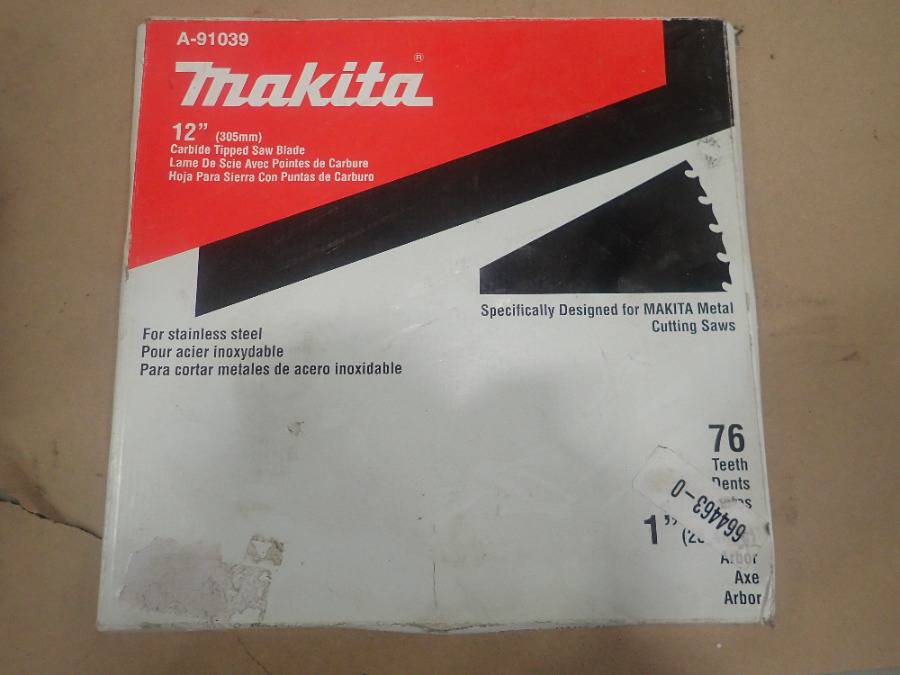 A-91039
Makita®
12" (305mm)
Carbide Tipped Saw Blade
Lame De Scie Avec Pointes de Carbure
Hoja Para Sierra Con Puntas de Carburo
Specifically Designed for MAKITA Metal
Cutting Saws
For stainless steel
Pour acier inoxydable
Para cortar metales de acero inoxidable
76
Teeth
Dents
664463-0
1"
Arbor
Axe
Arbor